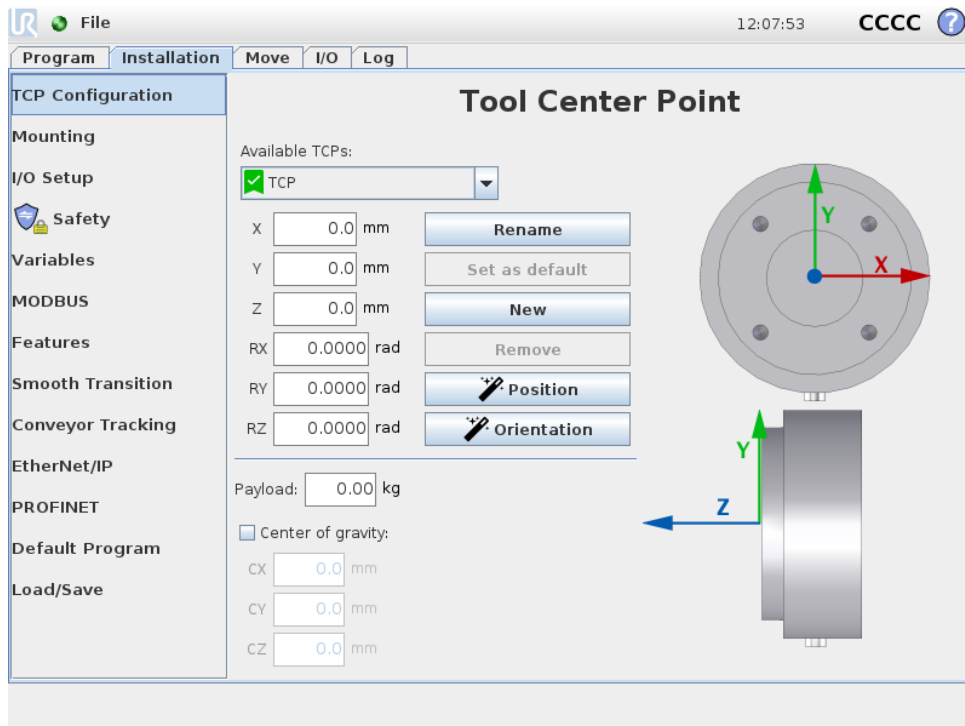 UR File 12:07:53 CCCC ?
Program Installation Move I/O Log
TCP Configuration
Mounting
I/O Setup
Safety
Variables
MODBUS
Features
Smooth Transition
Conveyor Tracking
EtherNet/IP
PROFINET
Default Program
Load/Save
Tool Center Point
Available TCPs:
TCP
X 0.0 mm Rename
Y 0.0 mm Set as default
Z 0.0 mm New
RX 0.0000 rad Remove
RY 0.0000 rad Position
RZ 0.0000 rad Orientation
Payload: 0.00 kg
Center of gravity:
CX 0.0 mm
CY 0.0 mm
CZ 0.0 mm
Y
X
Y
Z